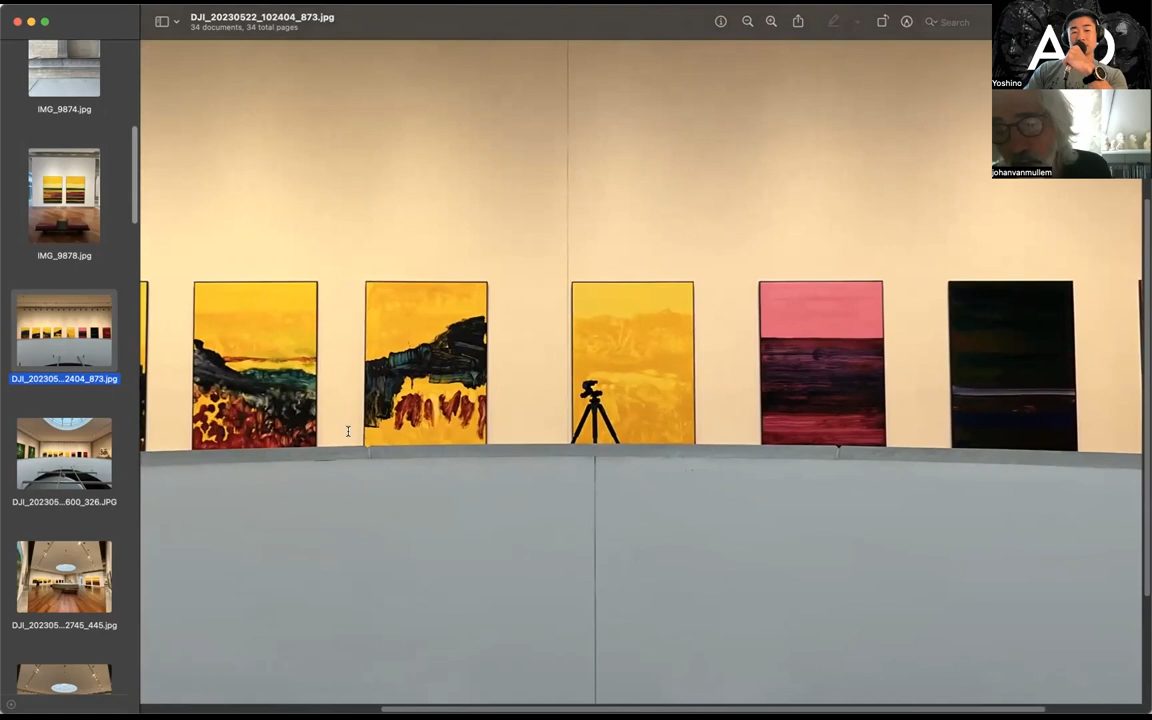 DJI_20230522_102404_873.jpg
34 documents, 34 total pages
Search
IMG_9874.jpg
IMG_9878.jpg
DJI_202305...2404_873.jpg
DJI_202305...600_326.JPG
DJI_202305...2745_445.jpg
Yoshino
johanvanmullem